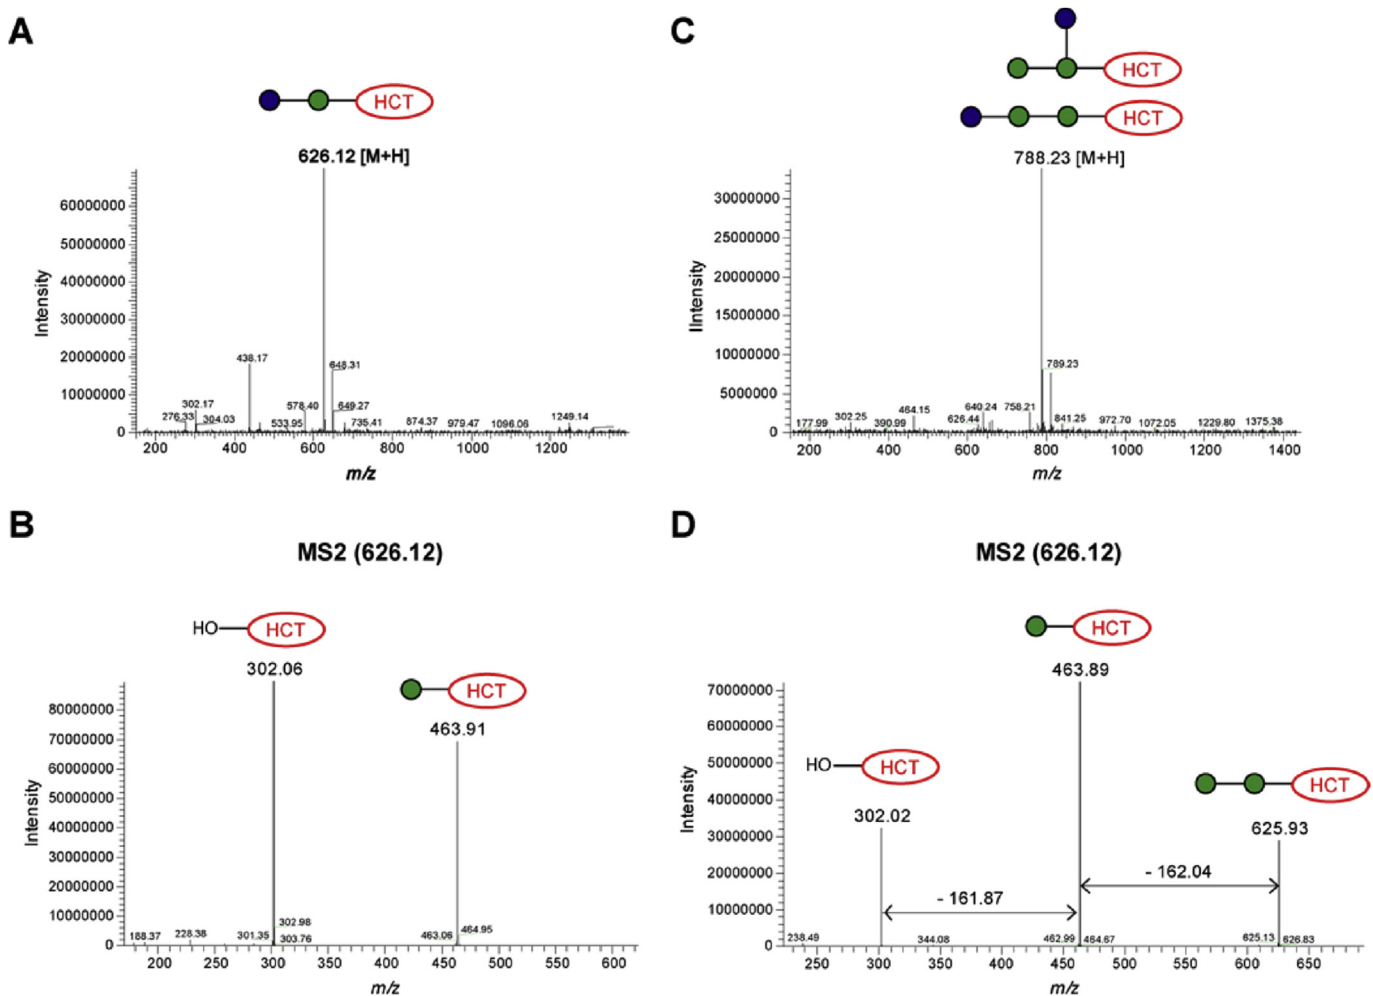 A
HCT
626.12 [M+H]
60000000
50000000
40000000
30000000
20000000
10000000
0
Intensity
438.17
648.31
302.17
276.33
304.03
578.40
649.27
533.95
735.41
874.37
979.47
1096.06
1249.14
200 400 600 800 1000 1200
m/z
C
HCT
HCT
788.23 [M+H]
30000000
25000000
20000000
15000000
10000000
5000000
0
IIntensity
789.23
177.99
302.25
390.99
464.15
626.44
640.24
758.21
841.25
972.70
1072.05
1229.80
1375.38
200 400 600 800 1000 1200 1400
m/z
B
MS2 (626.12)
HO
HCT
302.06
HCT
463.91
80000000
70000000
60000000
50000000
40000000
30000000
20000000
10000000
0
Intensity
188.37
228.38
301.35
302.98
303.76
463.06
464.95
200 250 300 350 400 450 500 550 600
m/z
D
MS2 (626.12)
HCT
463.89
HO
HCT
302.02
HCT
625.93
- 162.04
- 161.87
70000000
60000000
50000000
40000000
30000000
20000000
10000000
0
Intensity
238.49
344.08
462.99
464.67
625.13
626.83
250 300 350 400 450 500 550 600 650
m/z